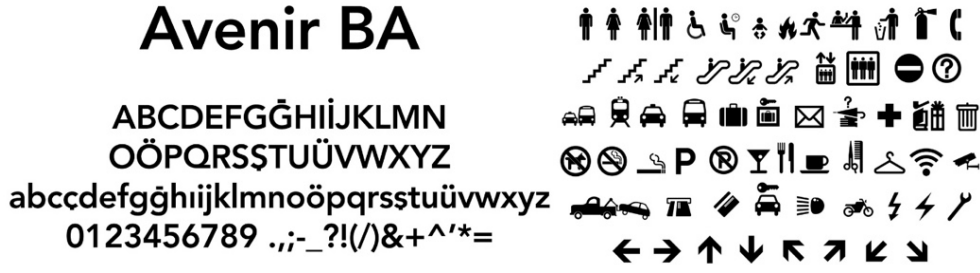 Avenir BA
ABCDEFGĞHIİJKLMN
OÖPQRSŞTUÜVWXYZ
abcçdefgğhıijklmnoöpqrsştuüvwxyz
0123456789 .,;-_?!(/)&+^’*=
?
P
P